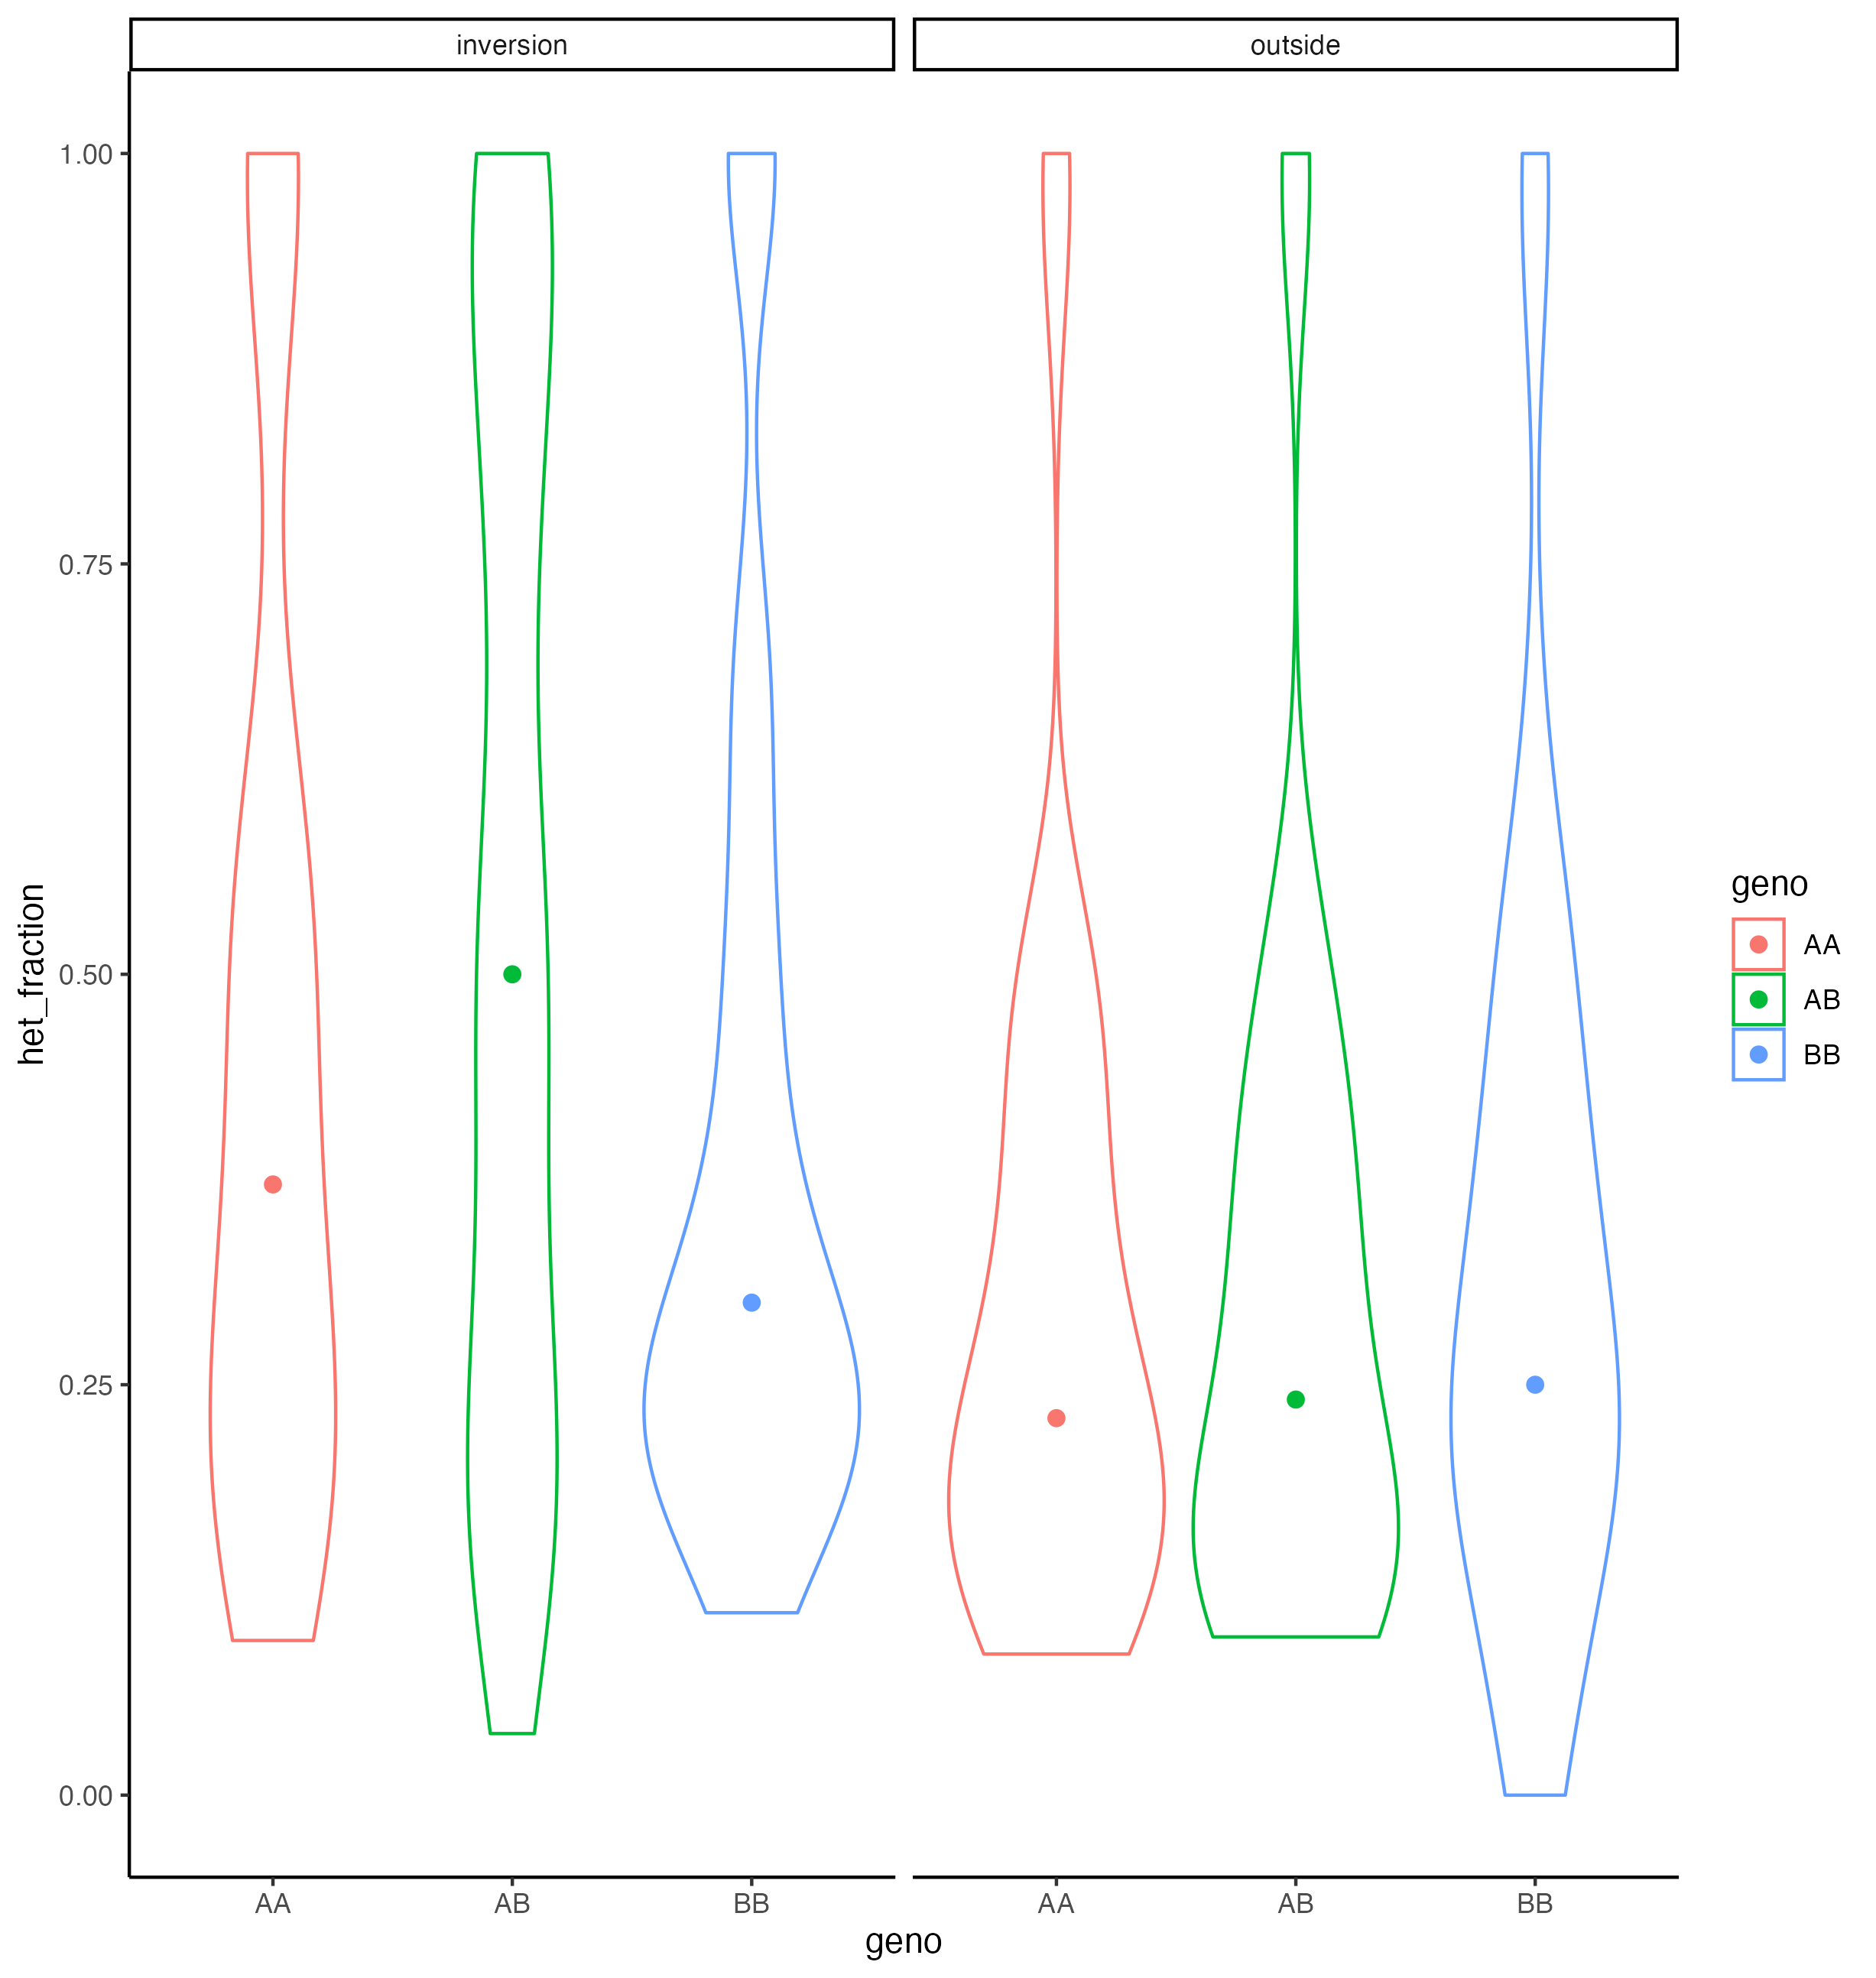 inversion
outside
1.00
0.75
0.50
0.25
0.00
het_fraction
AA
AB
BB
AA
AB
BB
geno
geno
AA
AB
BB